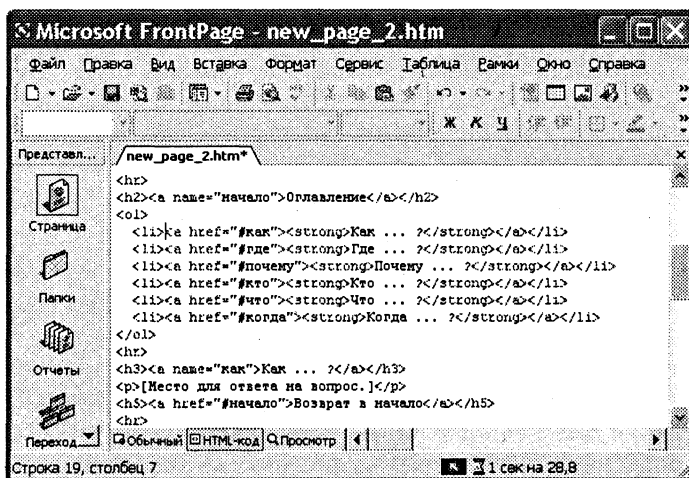 Microsoft FrontPage - new_page_2.htm
Файл Правка Вид Вставка Формат Сервис Таблица Рамки Окно Справка
Ж К Ч
Представл... new_page_2.htm*
<hr>
<h2><a name="начало">Оглавление</a></h2>
<ol>
<li><a href="#как"><strong>Как ... ?</strong></a></li>
<li><a href="#где"><strong>Где ... ?</strong></a></li>
<li><a href="#почему"><strong>Почему ... ?</strong></a></li>
<li><a href="#кто"><strong>Кто ... ?</strong></a></li>
<li><a href="#что"><strong>Что ... ?</strong></a></li>
<li><a href="#когда"><strong>Когда ... ?</strong></a></li>
</ol>
<hr>
<h3><a name="как">Как ... ?</a></h3>
<p>[Место для ответа на вопрос.]</p>
<h5><a href="#начало">Возврат в начало</a></h5>
<hr>
Страница
Папки
Отчеты
Переход...
Обычный HTML-код Просмотр
Строка 19, столбец 7 1 сек на 28,8